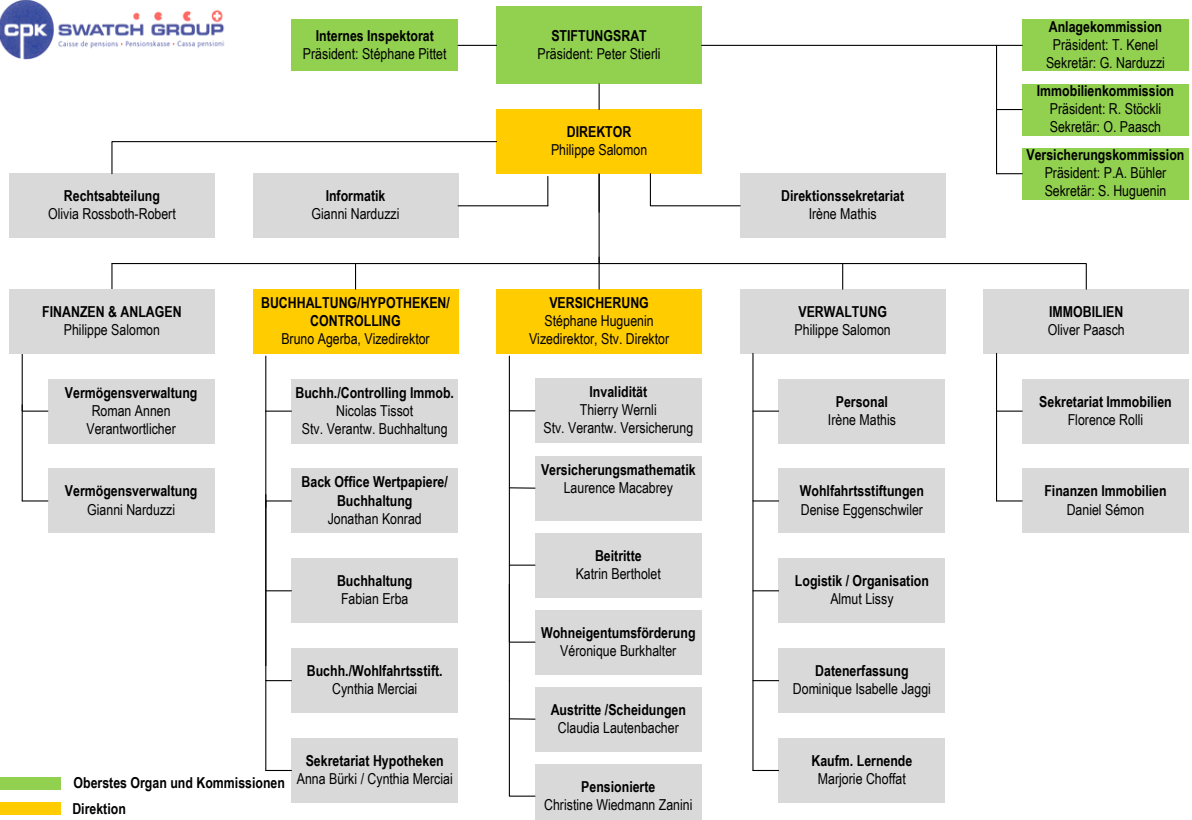 cpk SWATCH GROUP
Caisse de pensions • Pensionskasse • Cassa pensioni
Internes Inspektorat
Präsident: Stéphane Pittet
STIFTUNGSRAT
Präsident: Peter Stierli
Anlagekommission
Präsident: T. Kenel
Sekretär: G. Narduzzi
Immobilienkommission
Präsident: R. Stöckli
Sekretär: O. Paasch
Versicherungskommission
Präsident: P.A. Bühler
Sekretär: S. Huguenin
DIREKTOR
Philippe Salomon
Rechtsabteilung
Olivia Rossboth-Robert
Informatik
Gianni Narduzzi
Direktionssekretariat
Irène Mathis
FINANZEN & ANLAGEN
Philippe Salomon
BUCHHALTUNG/HYPOTHEKEN/
CONTROLLING
Bruno Agerba, Vizedirektor
VERSICHERUNG
Stéphane Huguenin
Vizedirektor, Stv. Direktor
VERWALTUNG
Philippe Salomon
IMMOBILIEN
Oliver Paasch
Vermögensverwaltung
Roman Annen
Verantwortlicher
Vermögensverwaltung
Gianni Narduzzi
Buchh./Controlling Immob.
Nicolas Tissot
Stv. Verantw. Buchhaltung
Back Office Wertpapiere/
Buchhaltung
Jonathan Konrad
Buchhaltung
Fabian Erba
Buchh./Wohlfahrtsstift.
Cynthia Merciai
Sekretariat Hypotheken
Anna Bürki / Cynthia Merciai
Invalidität
Thierry Wernli
Stv. Verantw. Versicherung
Versicherungsmathematik
Laurence Macabrey
Beitritte
Katrin Bertholet
Wohneigentumsförderung
Véronique Burkhalter
Austritte /Scheidungen
Claudia Lautenbacher
Pensionierte
Christine Wiedmann Zanini
Personal
Irène Mathis
Wohlfahrtsstiftungen
Denise Eggenschwiler
Logistik / Organisation
Almut Lissy
Datenerfassung
Dominique Isabelle Jaggi
Kaufm. Lernende
Marjorie Choffat
Sekretariat Immobilien
Florence Rolli
Finanzen Immobilien
Daniel Sémon
Oberstes Organ und Kommissionen
Direktion